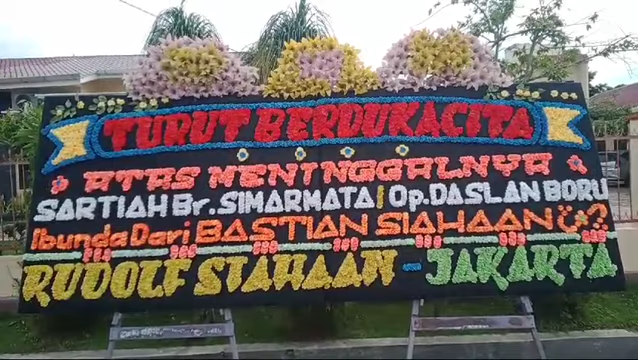 TURUT BERDUKACITA
ATAS MENINGGALNYA
SARTIAH Br. SIMARMATA | Op. DASLAN BORU
Ibunda Dari BASTIAN SIAHAAN
RUDOLF SIAHAAN - JAKARTA